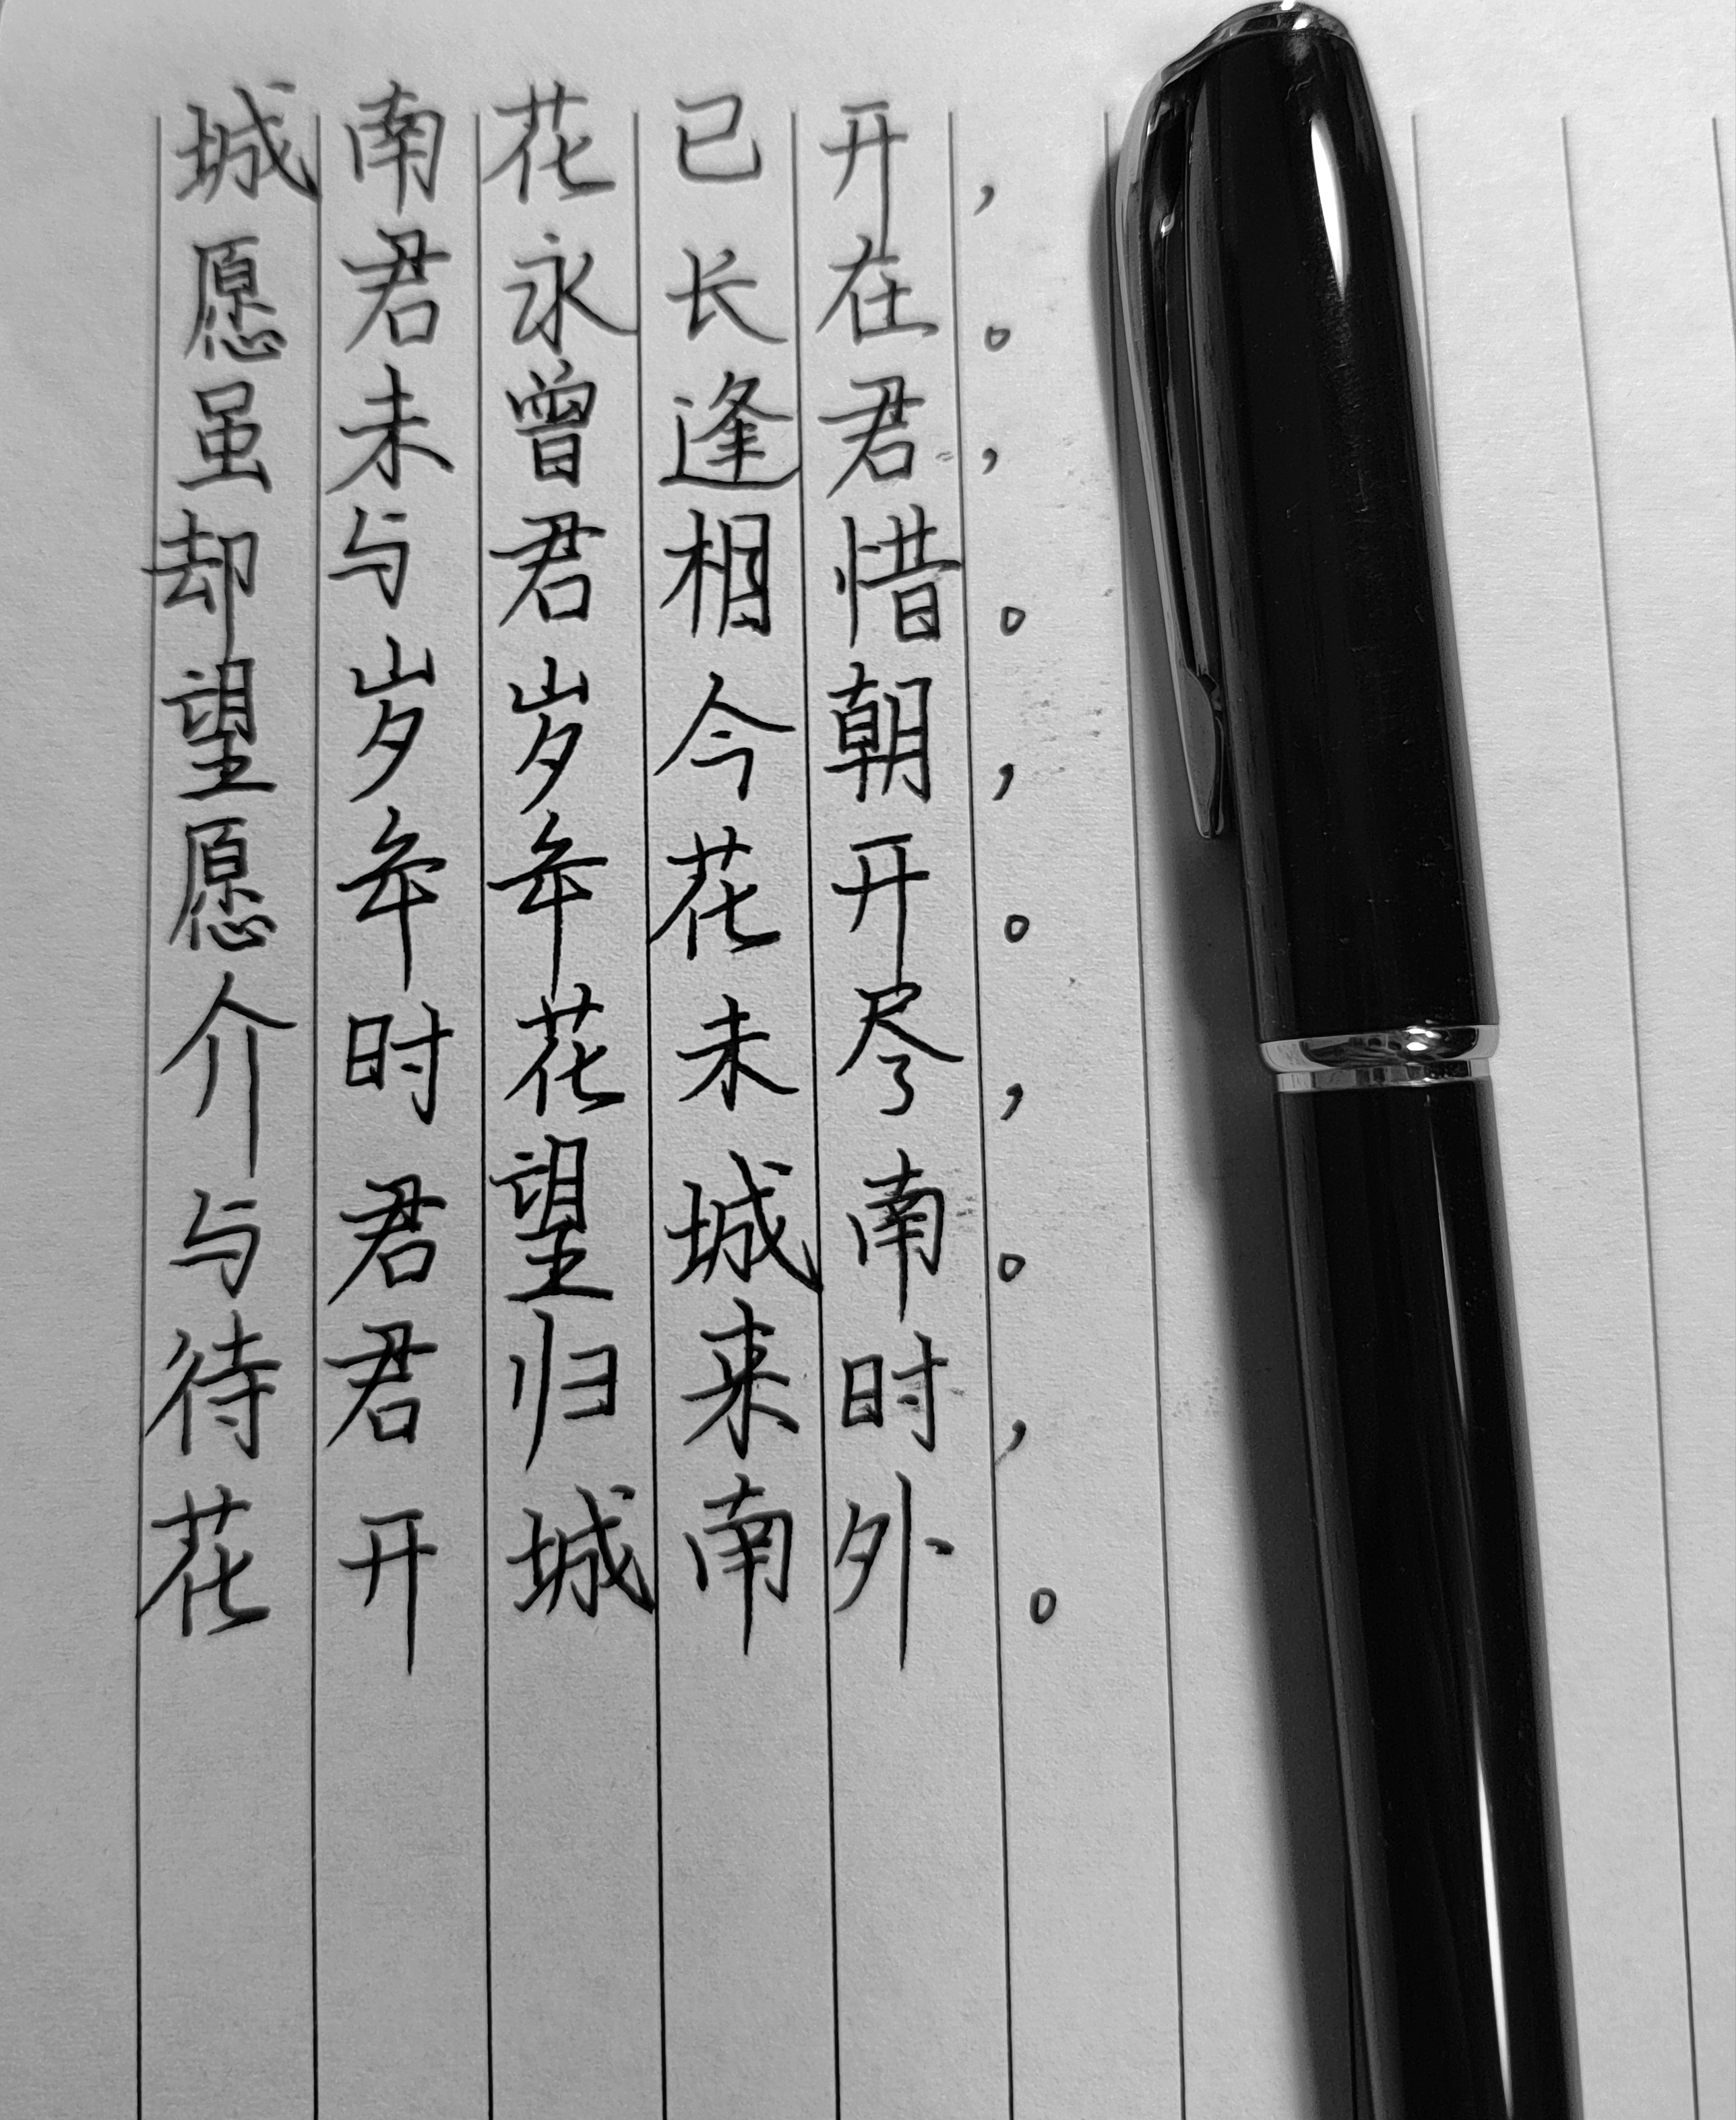 城南花已开，
愿君永长在。
虽未曾逢君，
却与君相惜。
望岁岁今朝，
愿年年花开。
介时花未尽，
与君望城南。
待君归来时，
花开城南外。